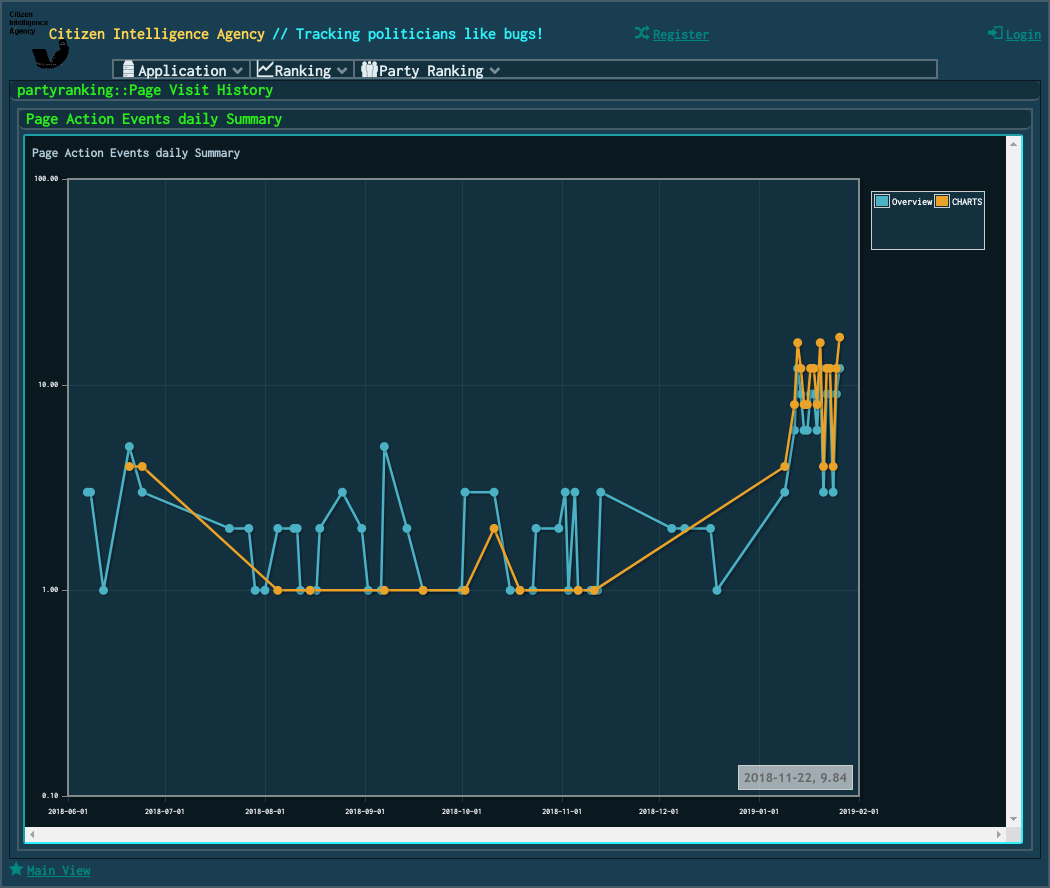 Citizen
Intelligence
Agency
Citizen Intelligence Agency // Tracking politicians like bugs!
Register
Login
Application
Ranking
Party Ranking
partyranking::Page Visit History
Page Action Events daily Summary
Page Action Events daily Summary
100.00
Overview
CHARTS
10.00
1.00
2018-11-22, 9.84
0.10
2018-06-01
2018-07-01
2018-08-01
2018-09-01
2018-10-01
2018-11-01
2018-12-01
2019-01-01
2019-02-01
Main View